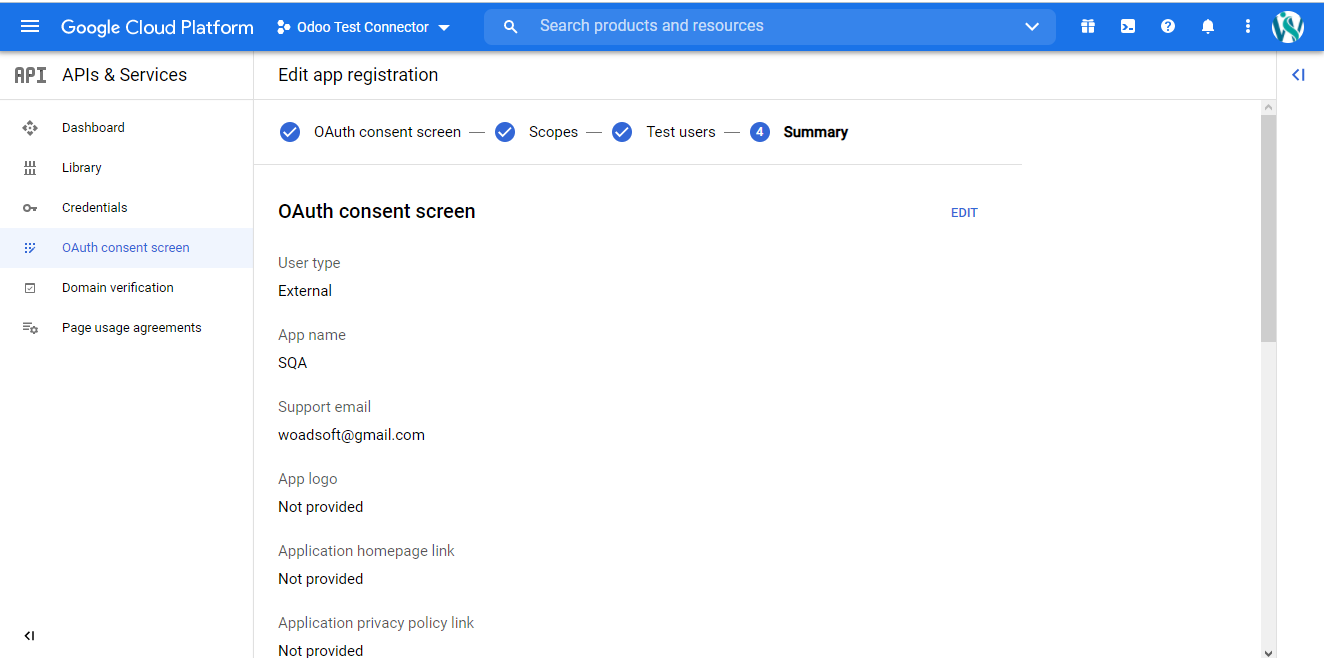 Google Cloud Platform Odoo Test Connector Search products and resources
API APIs & Services Edit app registration
Dashboard
Library
Credentials
OAuth consent screen
Domain verification
Page usage agreements
OAuth consent screen — Scopes — Test users — 4 Summary
OAuth consent screen EDIT
User type
External
App name
SQA
Support email
woadsoft@gmail.com
App logo
Not provided
Application homepage link
Not provided
Application privacy policy link
Not provided